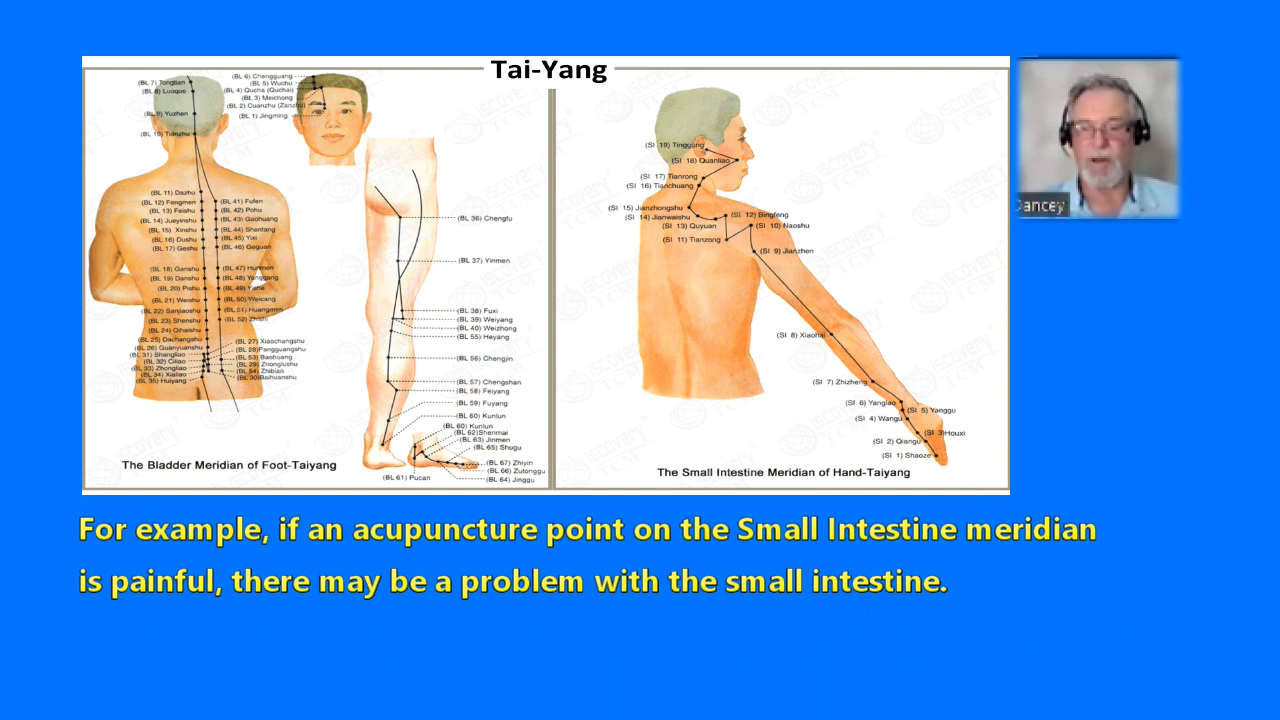 Tai-Yang
(BL 7) Tongtian
(BL 8) Luoque
(BL 9) Yuzhen
(BL 10) Tianzhu
(BL 6) Chengguang
(BL 5) Wuchu
(BL 4) Qucha (Quchai)
(BL 3) Meichong
(BL 2) Cuanzhu (Zanzhu)
(BL 1) Jingming
(BL 11) Dazhu
(BL 12) Fengmen
(BL 13) Feishu
(BL 14) Jueyinshu
(BL 15) Xinshu
(BL 16) Dushu
(BL 17) Geshu
(BL 18) Ganshu
(BL 19) Danshu
(BL 20) Pishu
(BL 21) Weishu
(BL 22) Sanjiaoshu
(BL 23) Shenshu
(BL 24) Qihaishu
(BL 25) Dachangshu
(BL 26) Guanyuanshu
(BL 31) Shangliao
(BL 32) Ciliao
(BL 33) Zhongliao
(BL 34) Xialiao
(BL 35) Huiyang
(BL 41) Fufen
(BL 42) Pohu
(BL 43) Gaohuang
(BL 44) Shentang
(BL 45) Yixi
(BL 46) Geguan
(BL 47) Hunmen
(BL 48) Yanggang
(BL 49) Yishe
(BL 50) Weicang
(BL 51) Huangmen
(BL 52) Zhishi
(BL 27) Xiaochangshu
(BL 28)Pangguangshu
(BL 53) Baohuang
(BL 29) Zhonglushu
(BL 54) Zhibian
(BL 30)Baihuanshu
(BL 36) Chengfu
(BL 37) Yinmen
(BL 38) Fuxi
(BL 39) Weiyang
(BL 40) Weizhong
(BL 55) Heyang
(BL 56) Chengjin
(BL 57) Chengshan
(BL 58) Feiyang
(BL 59) Fuyang
(BL 60) Kunlun
(BL 60) Kunlun
(BL 62)Shenmai
(BL 63) Jinmen
(BL 65) Shugu
(BL 67) Zhiyin
(BL 66) Zutonggu
(BL 64) Jinggu
(BL 61) Pucan
The Bladder Meridian of Foot-Taiyang
(SI 19) Tinggong
(SI 18) Quanliao
(SI 17) Tianrong
(SI 16) Tianchuang
(SI 15) Jianzhongshu
(SI 14) Jianwaishu
(SI 12) Bingfeng
(SI 13) Quyuan
(SI 10) Naoshu
(SI 11) Tianzong
(SI 9) Jianzhen
(SI 8) Xiaohai
(SI 7) Zhizheng
(SI 6) Yanglao
(SI 5) Yanggu
(SI 4) Wangu
(SI 3)Houxi
(SI 2) Qiangu
(SI 1) Shaoze
The Small Intestine Meridian of Hand-Taiyang
Dancey
For example, if an acupuncture point on the Small Intestine meridian
is painful, there may be a problem with the small intestine.